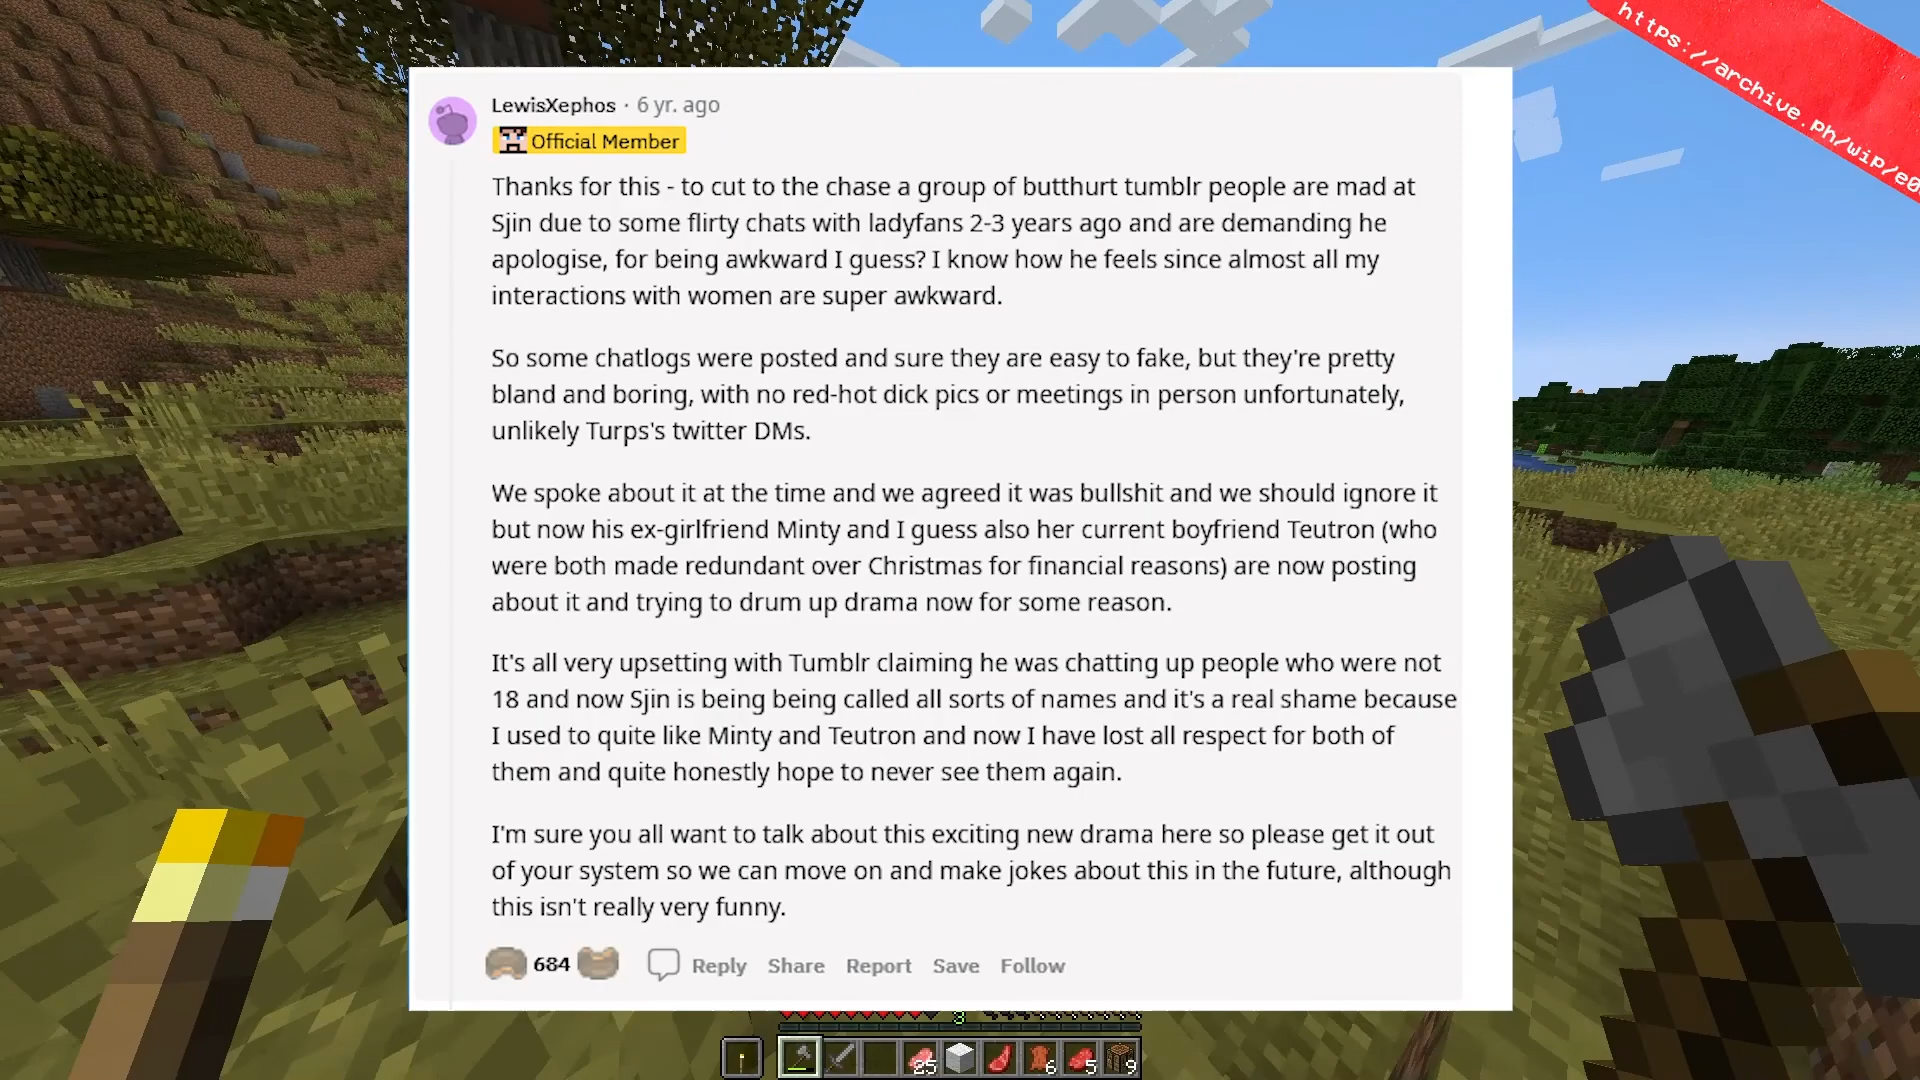 https://archive.ph/wip/e0
LewisXephos · 6 yr. ago
Official Member
Thanks for this - to cut to the chase a group of butthurt tumblr people are mad at
Sjin due to some flirty chats with ladyfans 2-3 years ago and are demanding he
apologise, for being awkward I guess? I know how he feels since almost all my
interactions with women are super awkward.
So some chatlogs were posted and sure they are easy to fake, but they're pretty
bland and boring, with no red-hot dick pics or meetings in person unfortunately,
unlikely Turps's twitter DMs.
We spoke about it at the time and we agreed it was bullshit and we should ignore it
but now his ex-girlfriend Minty and I guess also her current boyfriend Teutron (who
were both made redundant over Christmas for financial reasons) are now posting
about it and trying to drum up drama now for some reason.
It's all very upsetting with Tumblr claiming he was chatting up people who were not
18 and now Sjin is being being called all sorts of names and it's a real shame because
I used to quite like Minty and Teutron and now I have lost all respect for both of
them and quite honestly hope to never see them again.
I'm sure you all want to talk about this exciting new drama here so please get it out
of your system so we can move on and make jokes about this in the future, although
this isn't really very funny.
684 Reply Share Report Save Follow
3
25 6 5 9